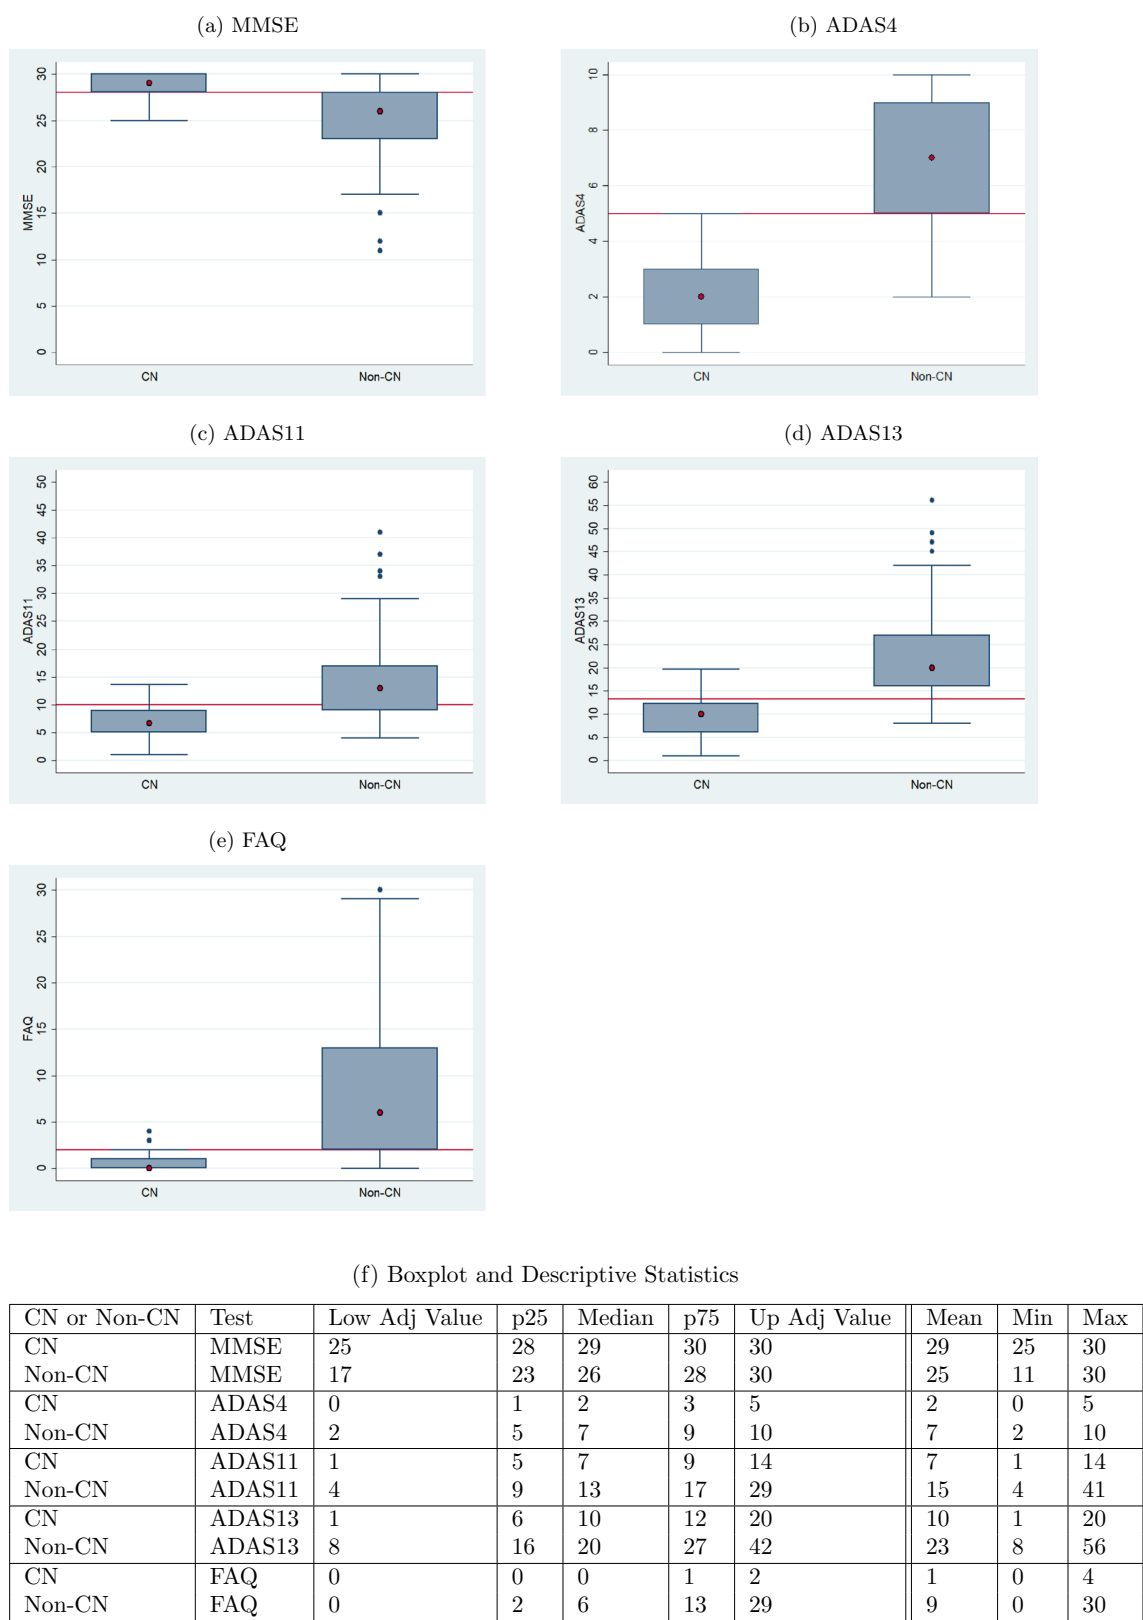 (a) MMSE
30
25
20
15
10
5
0
MMSE
CN Non-CN
(b) ADAS4
10
8
6
4
2
0
ADAS4
CN Non-CN
(c) ADAS11
50
45
40
35
30
25
20
15
10
5
0
ADAS11
CN Non-CN
(d) ADAS13
60
55
50
45
40
35
30
25
20
15
10
5
0
ADAS13
CN Non-CN
(e) FAQ
30
25
20
15
10
5
0
FAQ
CN Non-CN
(f) Boxplot and Descriptive Statistics
CN or Non-CN Test Low Adj Value p25 Median p75 Up Adj Value Mean Min Max
CN MMSE 25 28 29 30 30 29 25 30
Non-CN MMSE 17 23 26 28 30 25 11 30
CN ADAS4 0 1 2 3 5 2 0 5
Non-CN ADAS4 2 5 7 9 10 7 2 10
CN ADAS11 1 5 7 9 14 7 1 14
Non-CN ADAS11 4 9 13 17 29 15 4 41
CN ADAS13 1 6 10 12 20 10 1 20
Non-CN ADAS13 8 16 20 27 42 23 8 56
CN FAQ 0 0 0 1 2 1 0 4
Non-CN FAQ 0 2 6 13 29 9 0 30